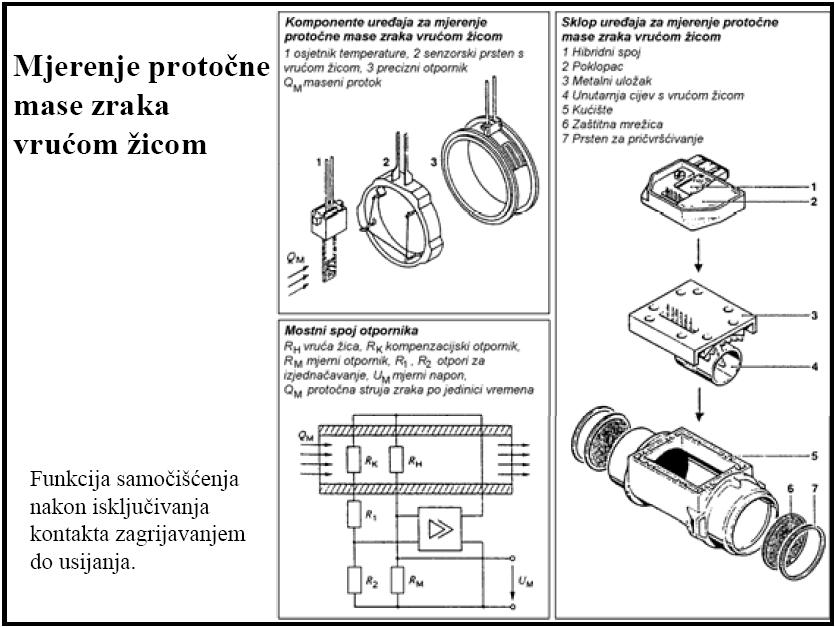 Mjerenje protočne
mase zraka
vrućom žicom
Funkcija samočišćenja
nakon isključivanja
kontakta zagrijavanjem
do usijanja.
Komponente uređaja za mjerenje
protočne mase zraka vrućom žicom
1 osjetnik temperature, 2 senzorski prsten s
vrućom žicom, 3 precizni otpornik
QM maseni protok
1
2
3
QM
Mostni spoj otpornika
RH vruća žica, RK kompenzacijski otpornik,
RM mjerni otpornik, R1 , R2 otpori za
izjednačavanje, UM mjerni napon,
QM protočna struja zraka po jedinici vremena
QM
RK
RH
R1
R2
RM
UM
Sklop uređaja za mjerenje protočne
mase zraka vrućom žicom
1 Hibridni spoj
2 Poklopac
3 Metalni uložak
4 Unutarnja cijev s vrućom žicom
5 Kućište
6 Zaštitna mrežica
7 Prsten za pričvršćivanje
1
2
3
4
5
6
7